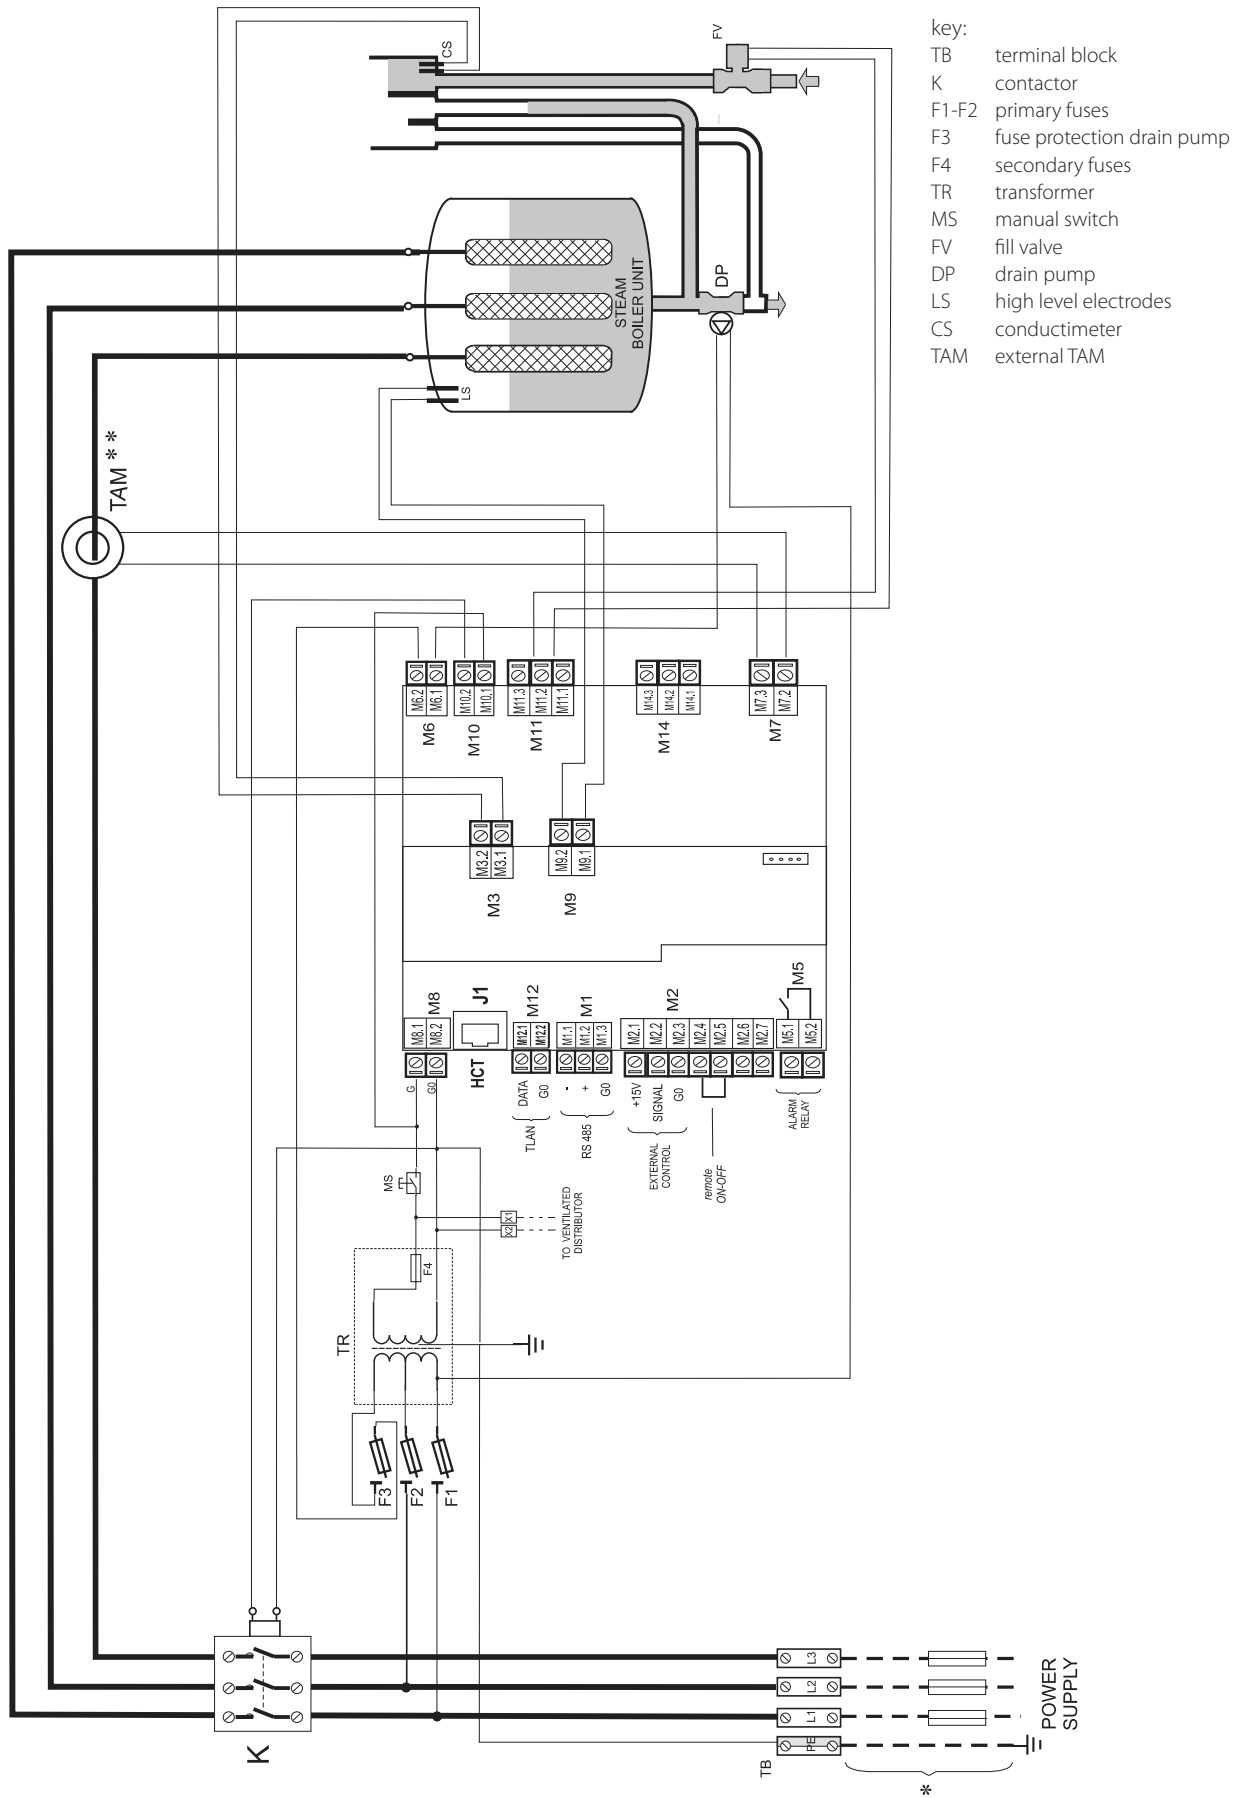 key:
TB terminal block
K contactor
F1-F2 primary fuses
F3 fuse protection drain pump
F4 secondary fuses
TR transformer
MS manual switch
FV fill valve
DP drain pump
LS high level electrodes
CS conductimeter
TAM external TAM
CS
FV
STEAM
BOILER UNIT
DP
LS
TAM * *
M6.2
M6.1
M10.2
M10.1
M11.3
M11.2
M11.1
M14.3
M14.2
M14.1
M7.3
M7.2
M6
M10
M11
M14
M7
M3.2
M3.1
M9.2
M9.1
M3
M9
M8
J1
M12
M1
M2
M5
M8.1
M8.2
M12.1
M12.2
M1.1
M1.2
M1.3
M2.1
M2.2
M2.3
M2.4
M2.5
M2.6
M2.7
M5.1
M5.2
HCT
G
G0
DATA
G0
-
+
G0
+15V
SIGNAL
G0
TLAN
RS 485
EXTERNAL
CONTROL
remote
ON-OFF
ALARM
RELAY
MS
X1
X2
TO VENTILATED
DISTRIBUTOR
F4
TR
F3
F2
F1
K
L3
L2
L1
PE
TB
POWER
SUPPLY
*